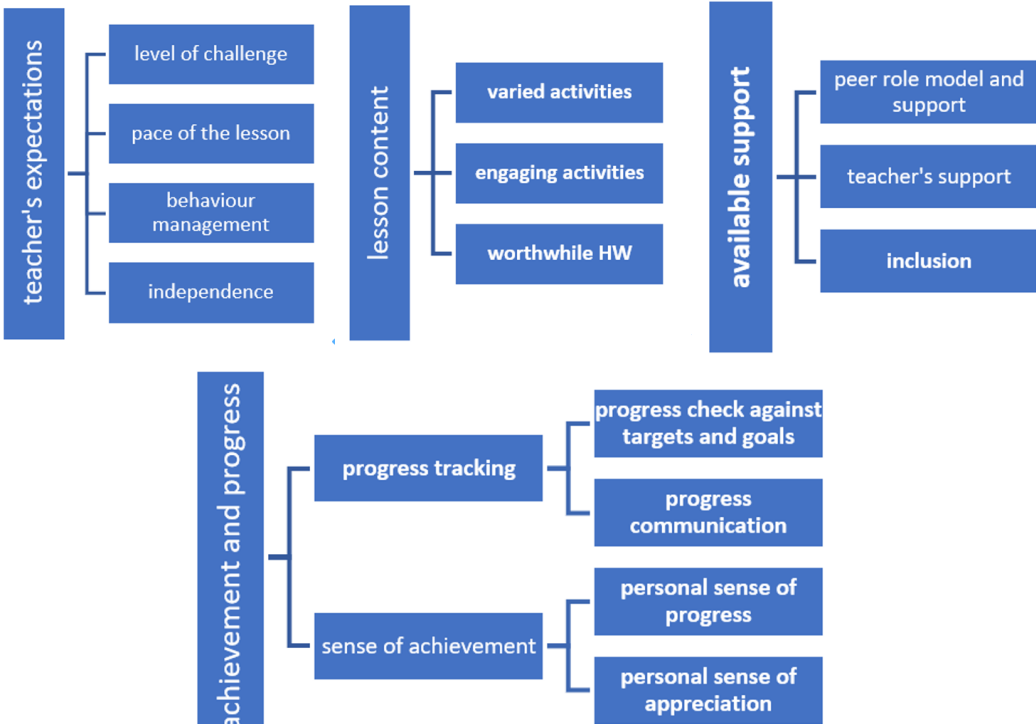 teacher's expectations
level of challenge
pace of the lesson
behaviour
management
independence
lesson content
varied activities
engaging activities
worthwhile HW
available support
peer role model and
support
teacher's support
inclusion
achievement and progress
progress tracking
progress check against
targets and goals
progress
communication
sense of achievement
personal sense of
progress
personal sense of
appreciation